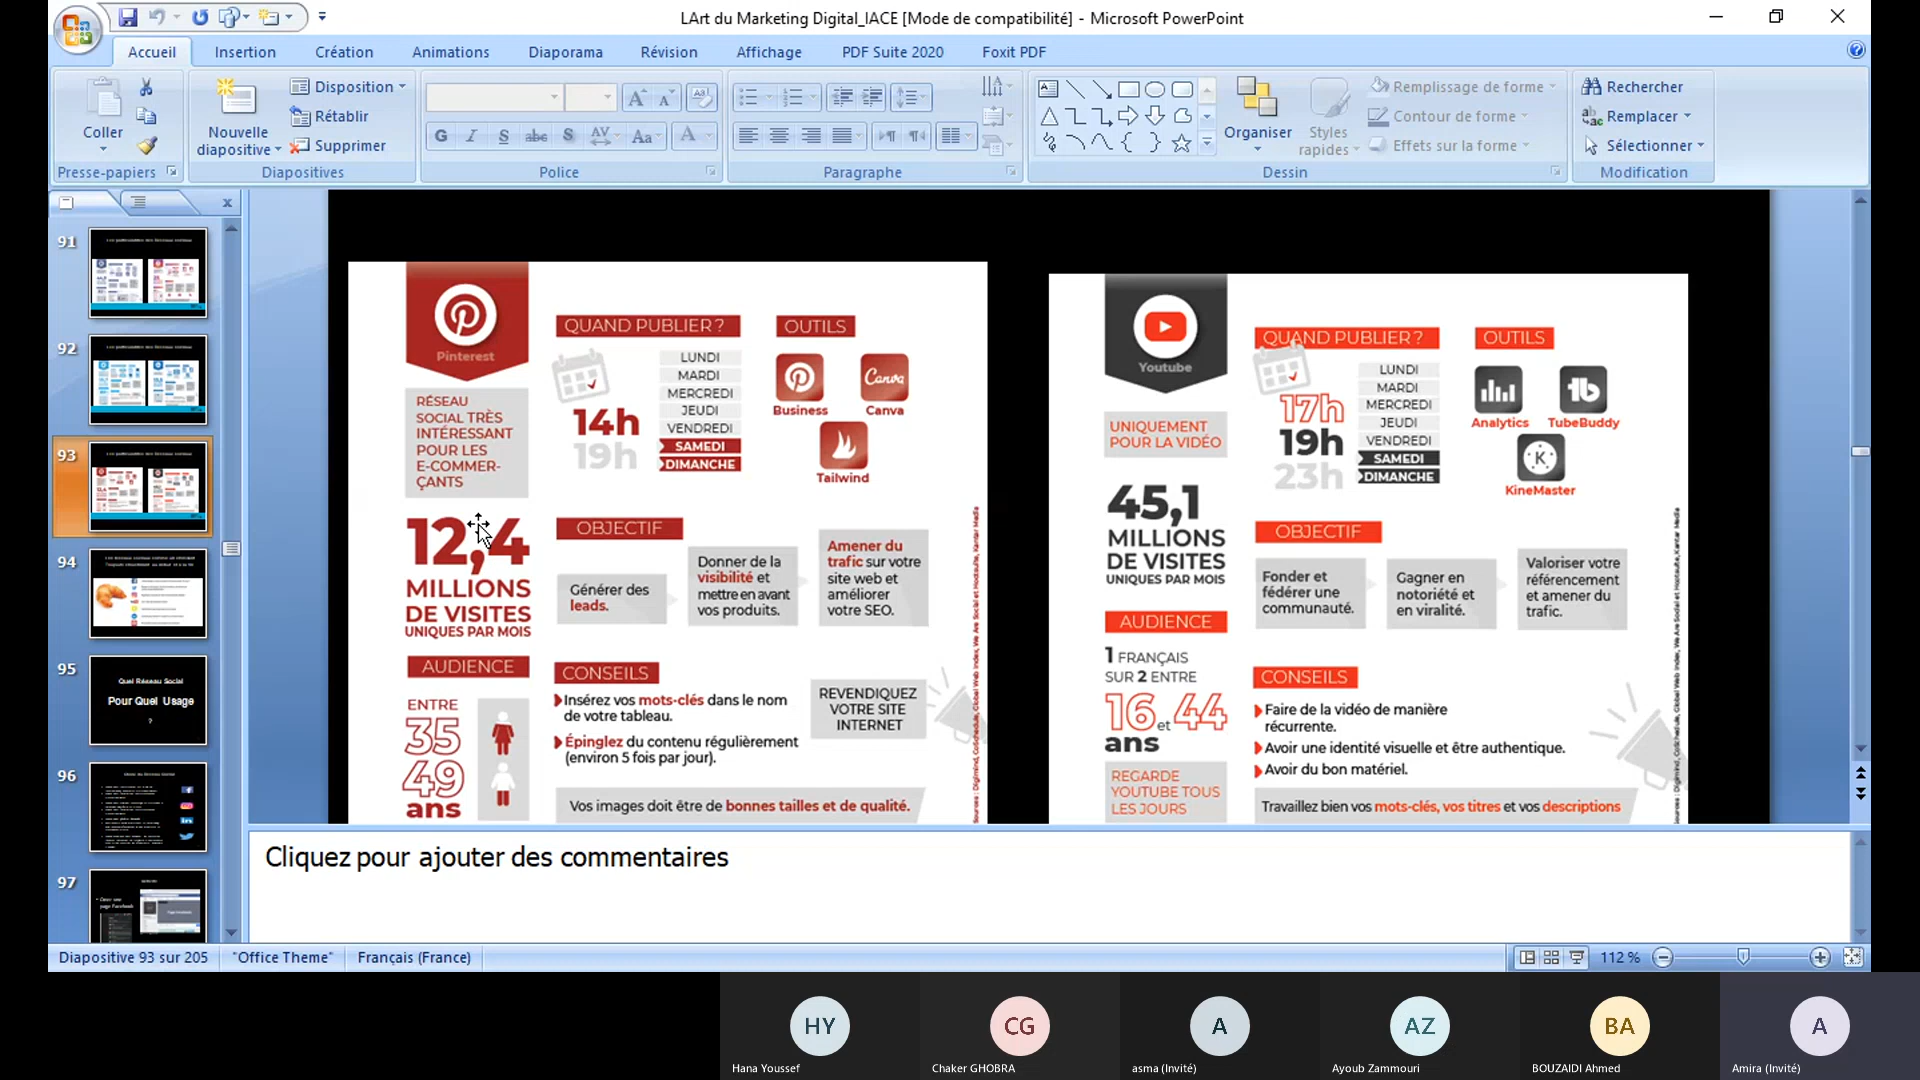 LArt du Marketing Digital_IACE [Mode de compatibilité] - Microsoft PowerPoint
Accueil
Insertion
Création
Animations
Diaporama
Révision
Affichage
PDF Suite 2020
Foxit PDF
Coller
Presse-papiers
Nouvelle
diapositive
Disposition
Rétablir
Supprimer
Diapositives
Police
Paragraphe
Organiser
Styles
rapides
Remplissage de forme
Contour de forme
Effets sur la forme
Dessin
Rechercher
Remplacer
Sélectionner
Modification
91
92
93
94
95
Quel Réseau Social
Pour Quel Usage
?
96
97
Pinterest
RÉSEAU
SOCIAL TRÈS
INTÉRESSANT
POUR LES
E-COMMER-
ÇANTS
12,4
MILLIONS
DE VISITES
UNIQUES PAR MOIS
AUDIENCE
ENTRE
35
49
ans
QUAND PUBLIER ?
14h
19h
LUNDI
MARDI
MERCREDI
JEUDI
VENDREDI
SAMEDI
DIMANCHE
OUTILS
Business
Canva
Canva
Tailwind
OBJECTIF
Générer des
leads.
Donner de la
visibilité et
mettre en avant
vos produits.
Amener du
trafic sur votre
site web et
améliorer
votre SEO.
CONSEILS
Insérez vos mots-clés dans le nom
de votre tableau.
Épinglez du contenu régulièrement
(environ 5 fois par jour).
REVENDIQUEZ
VOTRE SITE
INTERNET
Vos images doit être de bonnes tailles et de qualité.
Youtube
UNIQUEMENT
POUR LA VIDÉO
45,1
MILLIONS
DE VISITES
UNIQUES PAR MOIS
AUDIENCE
1 FRANÇAIS
SUR 2 ENTRE
16 et 44
ans
REGARDE
YOUTUBE TOUS
LES JOURS
QUAND PUBLIER ?
17h
19h
23h
LUNDI
MARDI
MERCREDI
JEUDI
VENDREDI
SAMEDI
DIMANCHE
OUTILS
Analytics
TubeBuddy
KineMaster
OBJECTIF
Fonder et
fédérer une
communauté.
Gagner en
notoriété et
en viralité.
Valoriser votre
référencement
et amener du
trafic.
CONSEILS
Faire de la vidéo de manière
récurrente.
Avoir une identité visuelle et être authentique.
Avoir du bon matériel.
Travaillez bien vos mots-clés, vos titres et vos descriptions
Cliquez pour ajouter des commentaires
Diapositive 93 sur 205
"Office Theme"
Français (France)
112 %
HY
Hana Youssef
CG
Chaker GHOBRA
A
asma (Invité)
AZ
Ayoub Zammouri
BA
BOUZAIDI Ahmed
A
Amira (Invité)